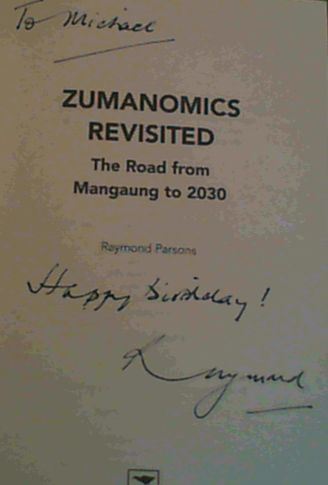 To Michael
ZUMANOMICS
REVISITED
The Road from
Mangaung to 2030
Raymond Parsons
Happy birthday!
Raymond